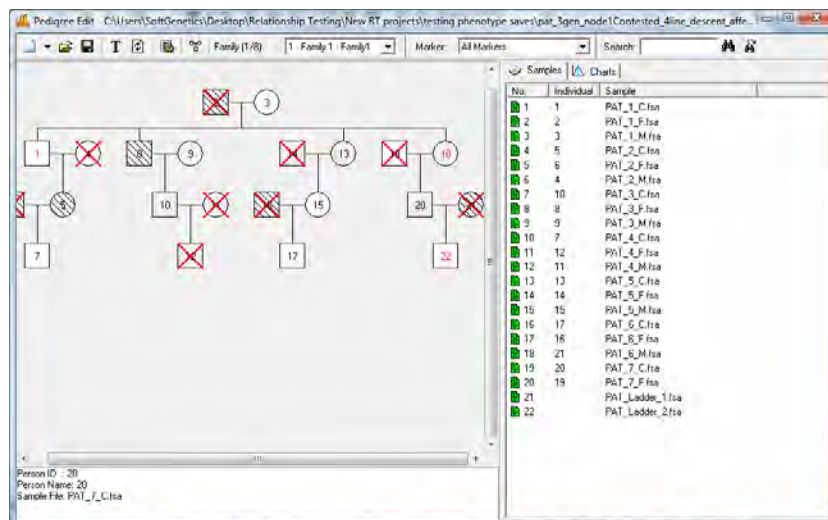 Pedigree Edit - C:\Users\SoftGenetics\Desktop\Relationship Testing\New RT projects\testing phenotype saves\pat_3gen_node1Contested_4line_descent_affe...
T Family (1/8) 1 - Family 1 - Family1 Marker: All Markers Search:
Samples Charts
No. Individual Sample
1 1 PAT_1_C.fsa
2 2 PAT_1_F.fsa
3 3 PAT_1_M.fsa
4 5 PAT_2_C.fsa
5 6 PAT_2_F.fsa
6 4 PAT_2_M.fsa
7 10 PAT_3_C.fsa
8 8 PAT_3_F.fsa
9 9 PAT_3_M.fsa
10 7 PAT_4_C.fsa
11 12 PAT_4_F.fsa
12 11 PAT_4_M.fsa
13 13 PAT_5_C.fsa
14 14 PAT_5_F.fsa
15 15 PAT_5_M.fsa
16 17 PAT_6_C.fsa
17 16 PAT_6_F.fsa
18 21 PAT_6_M.fsa
19 20 PAT_7_C.fsa
20 19 PAT_7_F.fsa
21 PAT_Ladder_1.fsa
22 PAT_Ladder_2.fsa
3
1 9 13
10 15 20
7 17 22
Person ID : 20
Person Name: 20
Sample File: PAT_7_C.fsa